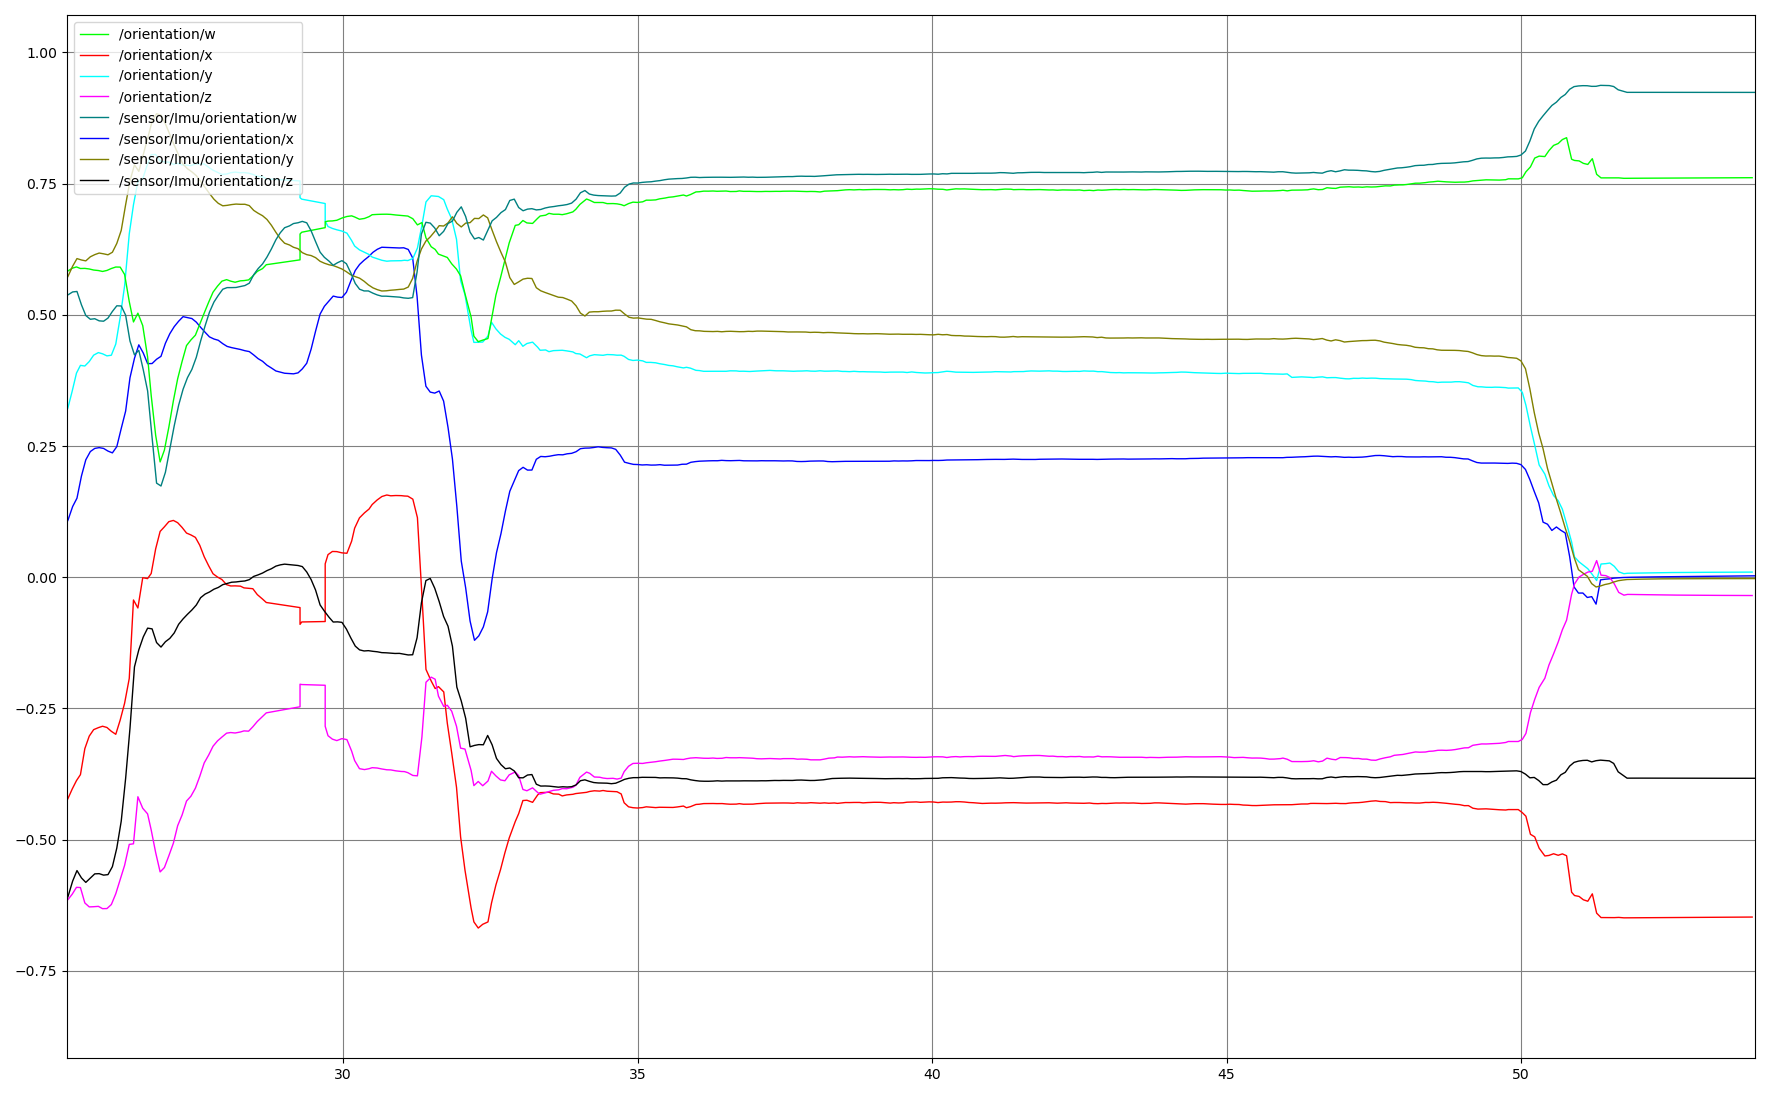 1.00
0.75
0.50
0.25
0.00
−0.25
−0.50
−0.75
/orientation/w
/orientation/x
/orientation/y
/orientation/z
/sensor/Imu/orientation/w
/sensor/Imu/orientation/x
/sensor/Imu/orientation/y
/sensor/Imu/orientation/z
30 35 40 45 50